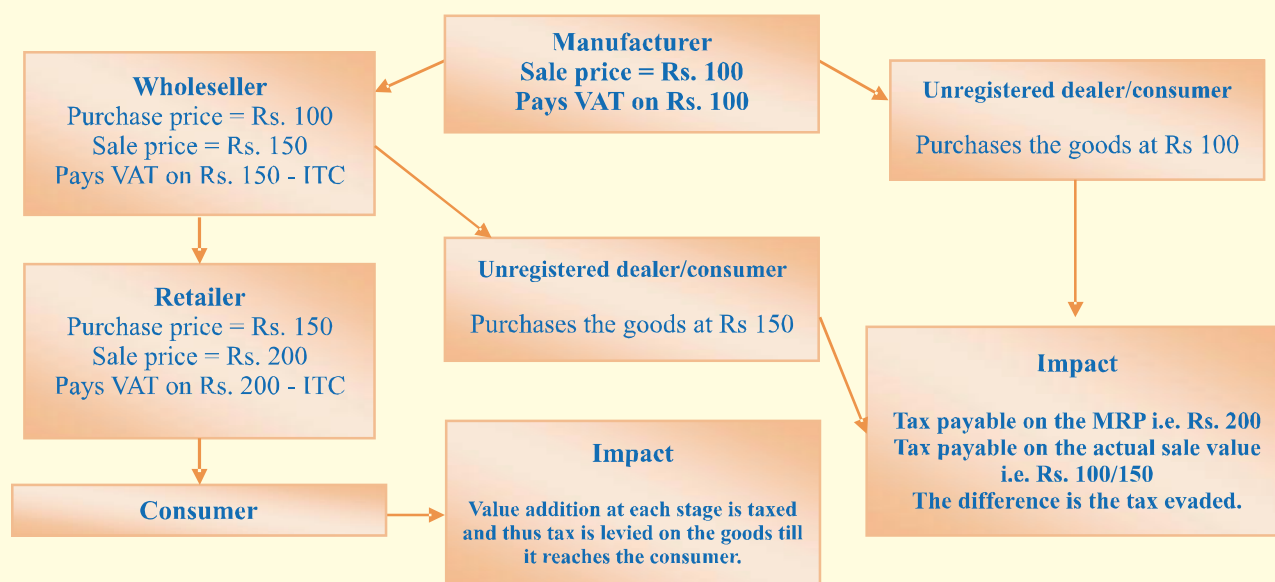 Manufacturer
Sale price = Rs. 100
Pays VAT on Rs. 100
Wholeseller
Purchase price = Rs. 100
Sale price = Rs. 150
Pays VAT on Rs. 150 - ITC
Unregistered dealer/consumer
Purchases the goods at Rs 100
Unregistered dealer/consumer
Purchases the goods at Rs 150
Retailer
Purchase price = Rs. 150
Sale price = Rs. 200
Pays VAT on Rs. 200 - ITC
Impact
Tax payable on the MRP i.e. Rs. 200
Tax payable on the actual sale value
i.e. Rs. 100/150
The difference is the tax evaded.
Consumer
Impact
Value addition at each stage is taxed
and thus tax is levied on the goods till
it reaches the consumer.